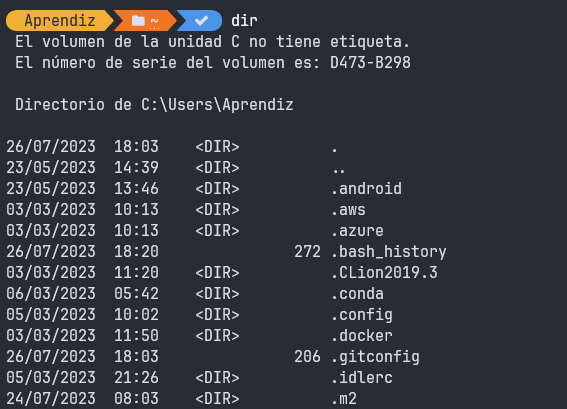 Aprendiz ~ dir
El volumen de la unidad C no tiene etiqueta.
El número de serie del volumen es: D473-B298
Directorio de C:\Users\Aprendiz
26/07/2023  18:03    <DIR>          .
23/05/2023  14:39    <DIR>          ..
23/05/2023  13:46    <DIR>          .android
03/03/2023  10:13    <DIR>          .aws
03/03/2023  10:13    <DIR>          .azure
26/07/2023  18:20               272 .bash_history
03/03/2023  11:20    <DIR>          .CLion2019.3
06/03/2023  05:42    <DIR>          .conda
05/03/2023  10:02    <DIR>          .config
03/03/2023  11:50    <DIR>          .docker
26/07/2023  18:03               206 .gitconfig
05/03/2023  21:26    <DIR>          .idlerc
24/07/2023  08:03    <DIR>          .m2